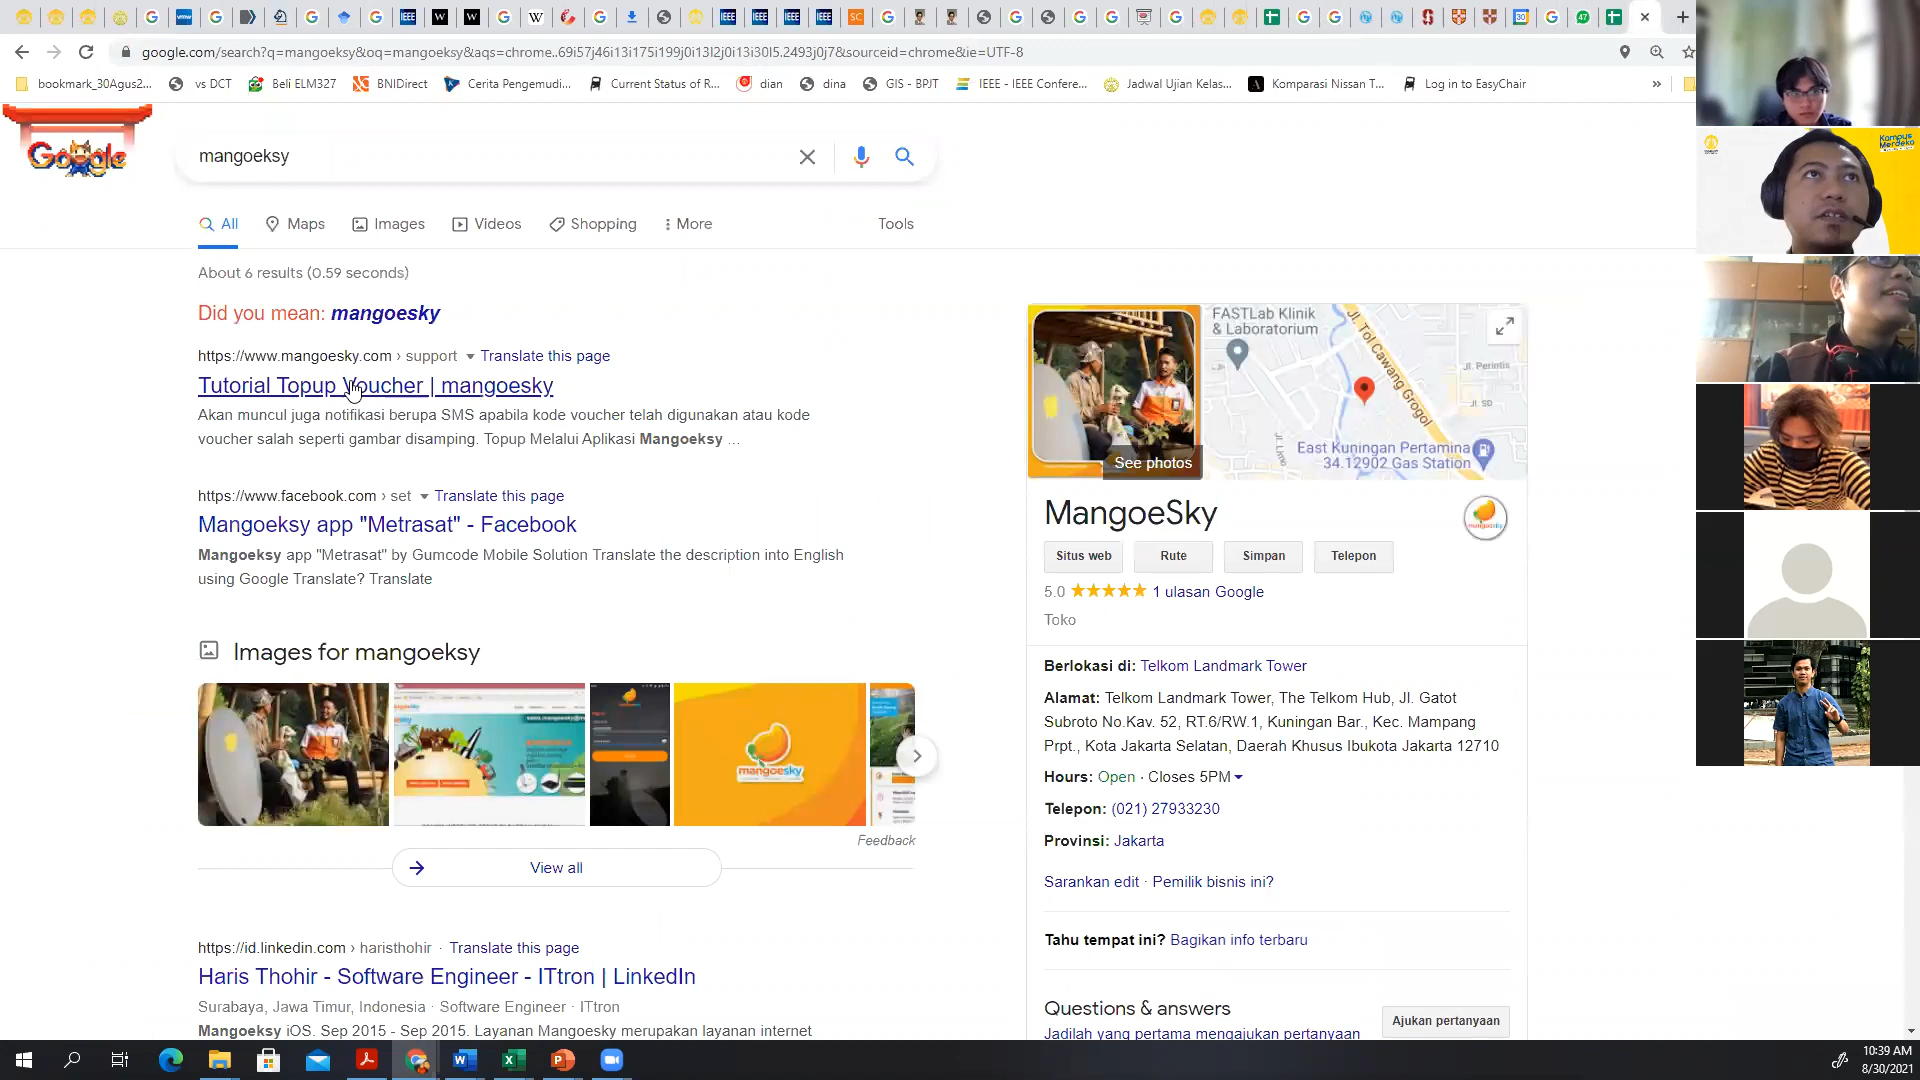 google.com/search?q=mangoeksy&oq=mangoeksy&aqs=chrome..69i57j46i13i175i199j0i13l2j0i13i30l5.2493j0j7&sourceid=chrome&ie=UTF-8
bookmark_30Agus2...
vs DCT
Beli ELM327
BNIDirect
Cerita Pengemudi...
Current Status of R...
dian
dina
GIS - BPJT
IEEE - IEEE Confere...
Jadwal Ujian Kelas...
Komparasi Nissan T...
Log in to EasyChair
Google
mangoeksy
All
Maps
Images
Videos
Shopping
More
Tools
About 6 results (0.59 seconds)
Did you mean: mangoesky
https://www.mangoesky.com › support
Translate this page
Tutorial Topup Voucher | mangoesky
Akan muncul juga notifikasi berupa SMS apabila kode voucher telah digunakan atau kode
voucher salah seperti gambar disamping. Topup Melalui Aplikasi Mangoeksy ...
https://www.facebook.com › set
Translate this page
Mangoeksy app "Metrasat" - Facebook
Mangoeksy app "Metrasat" by Gumcode Mobile Solution Translate the description into English
using Google Translate? Translate
Images for mangoeksy
mangoesky
Feedback
View all
https://id.linkedin.com › haristhohir
Translate this page
Haris Thohir - Software Engineer - ITtron | LinkedIn
Surabaya, Jawa Timur, Indonesia · Software Engineer · ITtron
Mangoeksy iOS. Sep 2015 - Sep 2015. Layanan Mangoesky merupakan layanan internet
See photos
FASTLab Klinik
& Laboratorium
Jl. Tol Cawang Grogol
Jl. SD
East Kuningan Pertamina
34.12902 Gas Station
MangoeSky
Situs web
Rute
Simpan
Telepon
5.0
1 ulasan Google
Toko
Berlokasi di: Telkom Landmark Tower
Alamat: Telkom Landmark Tower, The Telkom Hub, Jl. Gatot
Subroto No.Kav. 52, RT.6/RW.1, Kuningan Bar., Kec. Mampang
Prpt., Kota Jakarta Selatan, Daerah Khusus Ibukota Jakarta 12710
Hours: Open · Closes 5PM
Telepon: (021) 27933230
Provinsi: Jakarta
Sarankan edit · Pemilik bisnis ini?
Tahu tempat ini? Bagikan info terbaru
Questions & answers
Jadilah yang pertama mengajukan pertanyaan
Ajukan pertanyaan
Kampus
Merdeka
10:39 AM
8/30/2021